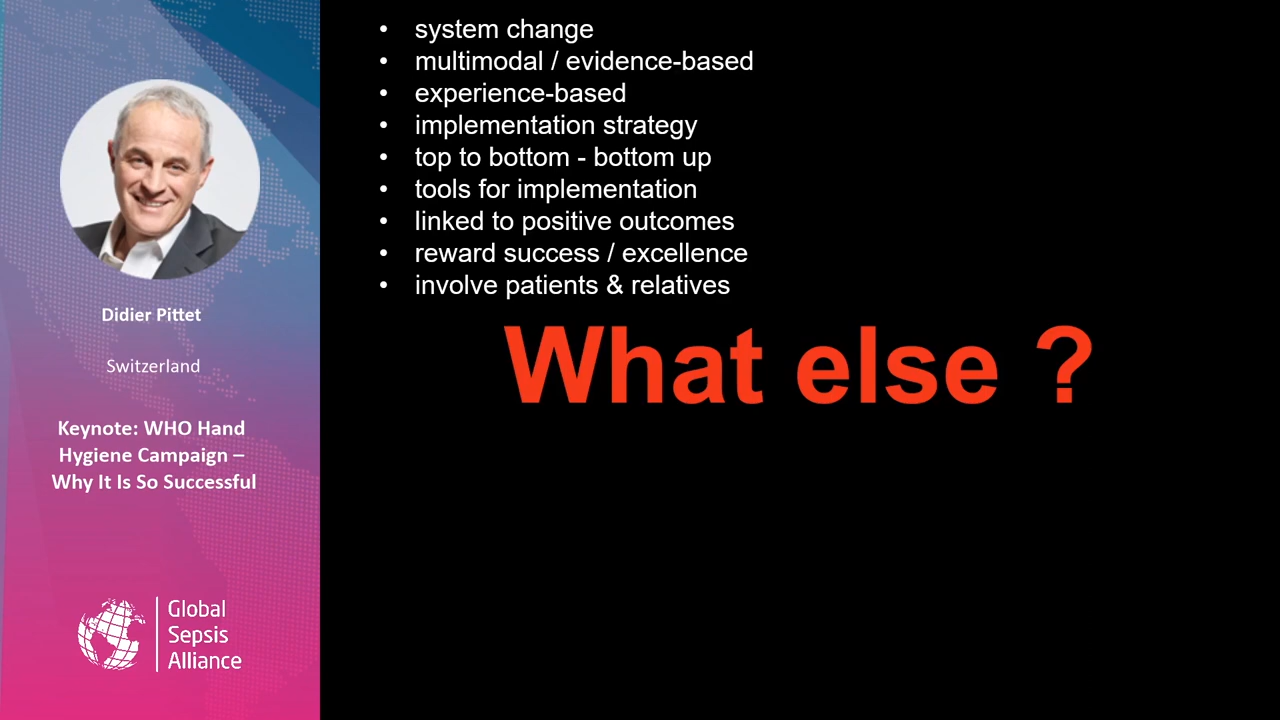 Didier Pittet
Switzerland
Keynote: WHO Hand
Hygiene Campaign –
Why It Is So Successful
Global
Sepsis
Alliance
• system change
• multimodal / evidence-based
• experience-based
• implementation strategy
• top to bottom - bottom up
• tools for implementation
• linked to positive outcomes
• reward success / excellence
• involve patients & relatives
What else ?